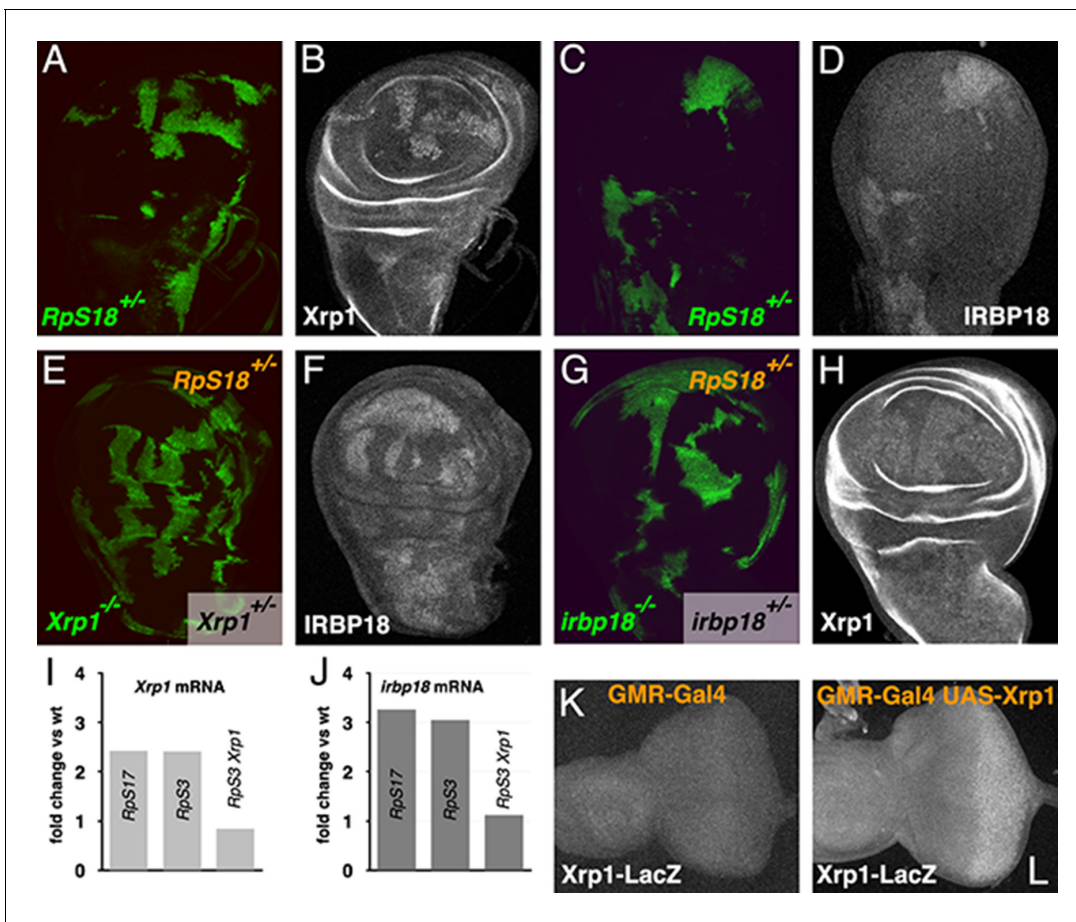 A
RpS18+/-
B
Xrp1
C
RpS18+/-
D
IRBP18
E
RpS18+/-
Xrp1-/-
Xrp1+/-
F
IRBP18
G
RpS18+/-
irbp18-/-
irbp18+/-
H
Xrp1
I
Xrp1 mRNA
fold change vs wt
4
3
2
1
0
RpS17
RpS3
RpS3 Xrp1
J
irbp18 mRNA
fold change vs wt
4
3
2
1
0
RpS17
RpS3
RpS3 Xrp1
K
GMR-Gal4
Xrp1-LacZ
GMR-Gal4 UAS-Xrp1
Xrp1-LacZ
L